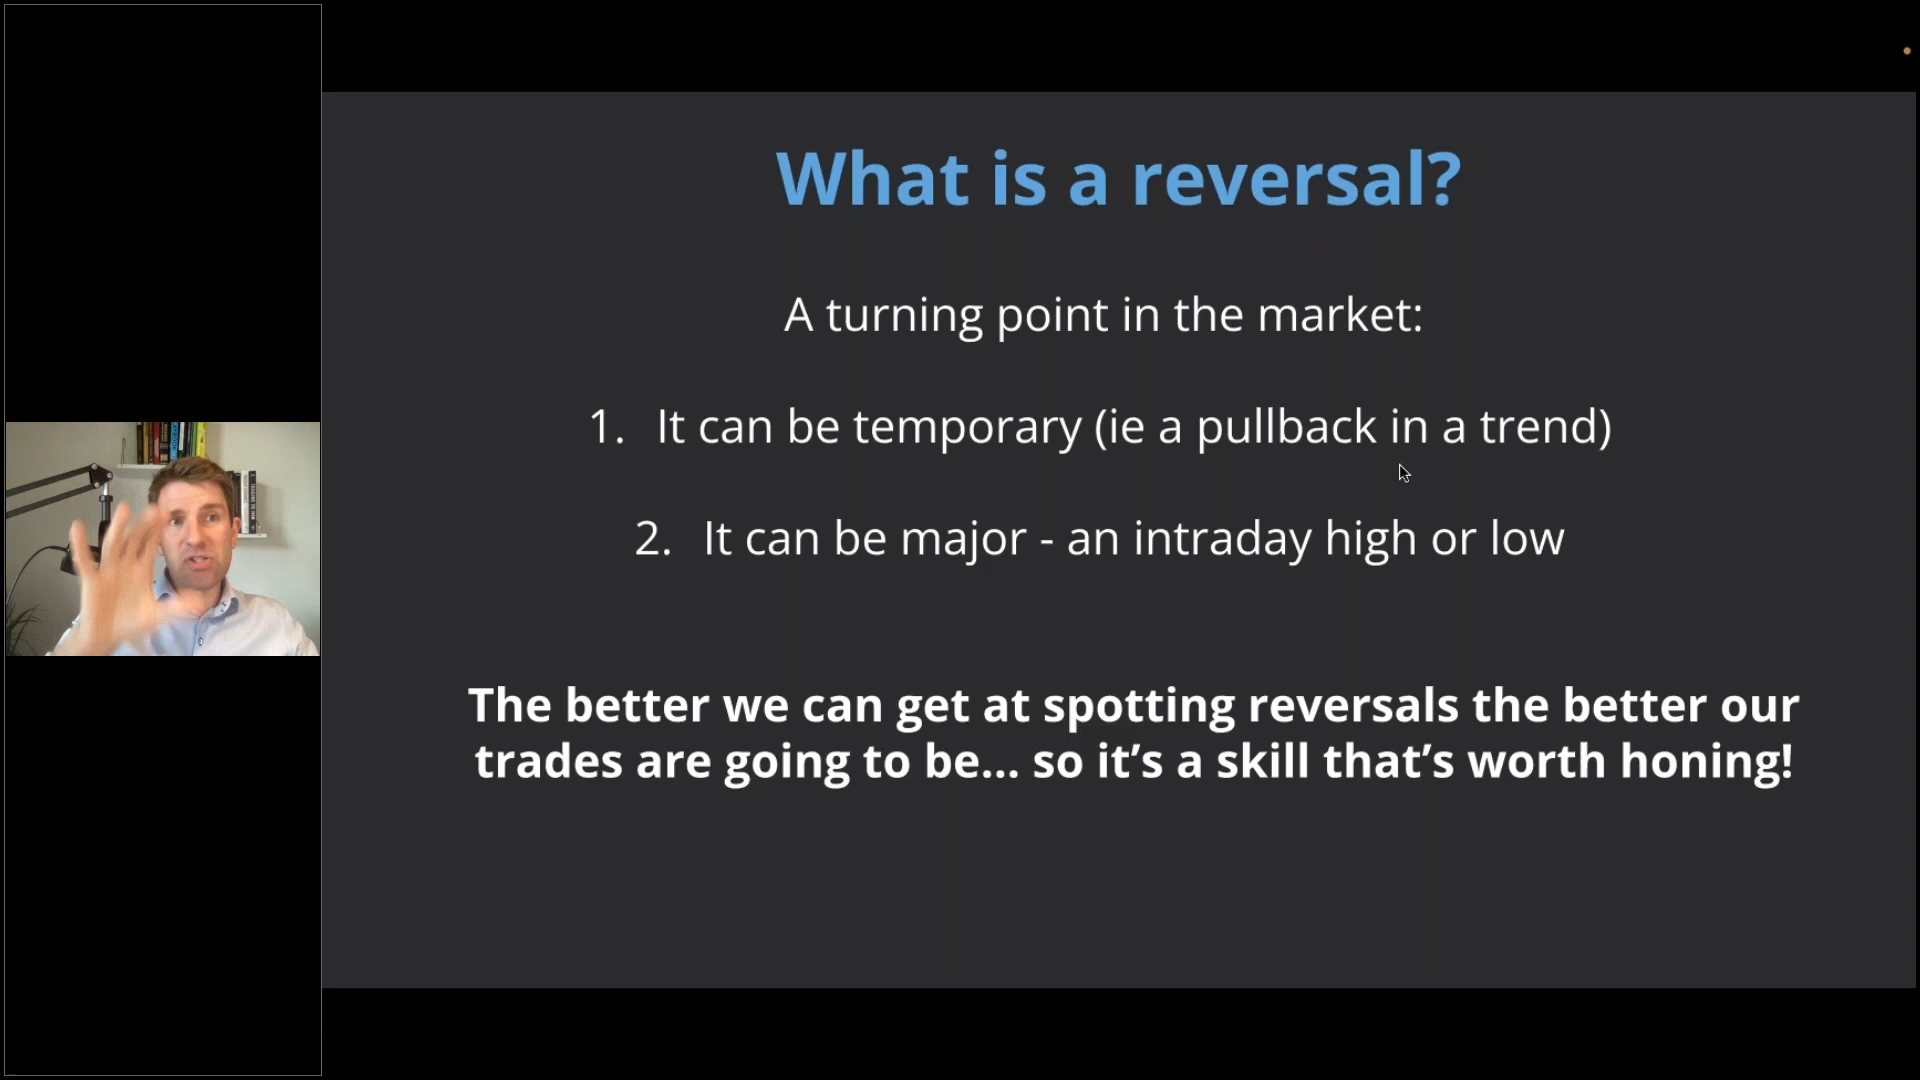 What is a reversal?
A turning point in the market:
1. It can be temporary (ie a pullback in a trend)
2. It can be major - an intraday high or low
The better we can get at spotting reversals the better our
trades are going to be... so it’s a skill that’s worth honing!